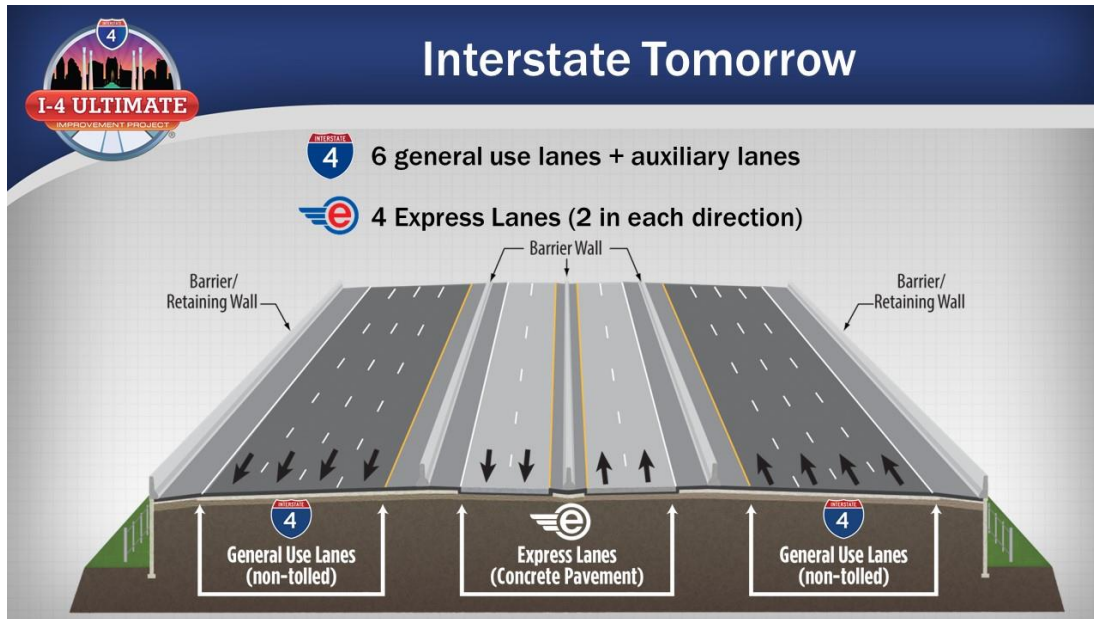 INTERSTATE
4
I-4 ULTIMATE
IMPROVEMENT PROJECT
®
Interstate Tomorrow
INTERSTATE
4
6 general use lanes + auxiliary lanes
e
4 Express Lanes (2 in each direction)
Barrier Wall
Barrier/
Retaining Wall
Barrier/
Retaining Wall
INTERSTATE
4
General Use Lanes
(non-tolled)
e
Express Lanes
(Concrete Pavement)
INTERSTATE
4
General Use Lanes
(non-tolled)